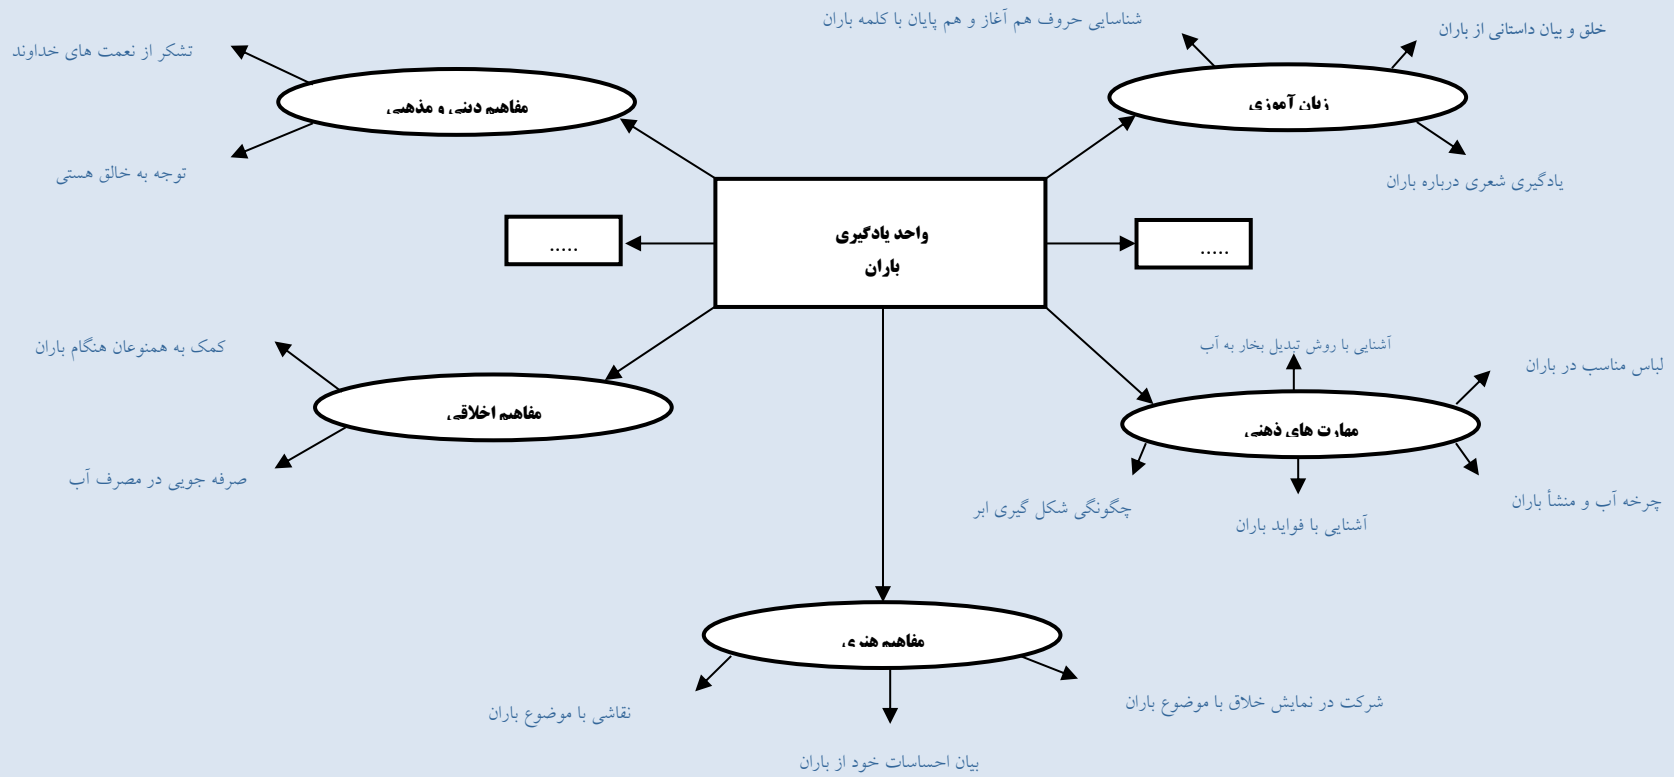 شناسایی حروف هم آغاز و هم پایان با کلمه باران
خلق و بیان داستانی از باران
زبان آموزی
یادگیری شعری درباره باران
تشکر از نعمت های خداوند
مفاهیم دینی و مذهبی
توجه به خالق هستی
واحد یادگیری
باران
.....
.....
آشنایی با روش تبدیل بخار به آب
لباس مناسب در باران
مهارت های ذهنی
چرخه آب و منشأ باران
آشنایی با فواید باران
چگونگی شکل گیری ابر
کمک به همنوعان هنگام باران
مفاهیم اخلاقی
صرفه جویی در مصرف آب
مفاهیم هنری
شرکت در نمایش خلاق با موضوع باران
نقاشی با موضوع باران
بیان احساسات خود از باران